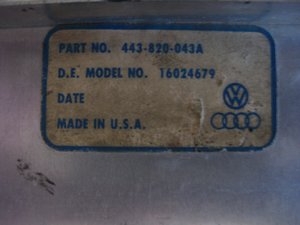 PART NO. 443-820-043A
D.E. MODEL NO. 16024679
DATE
MADE IN U.S.A.